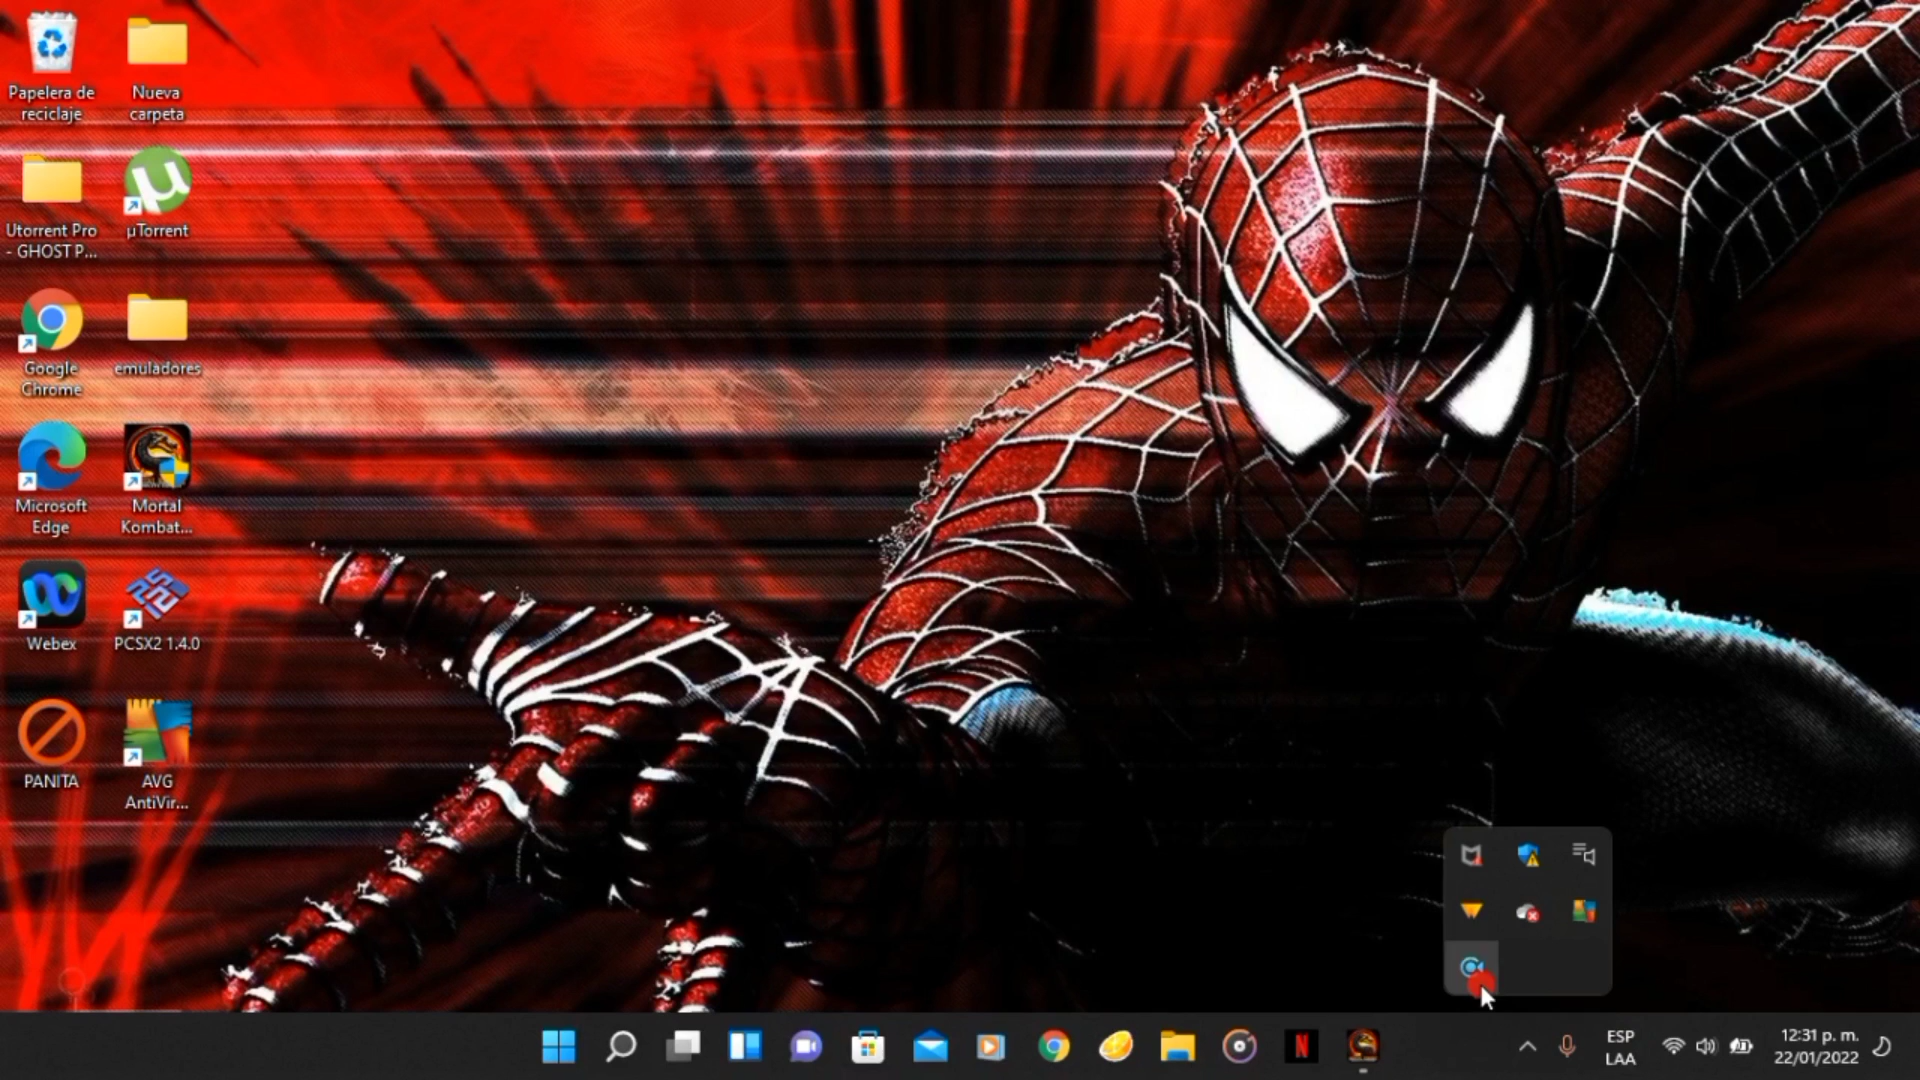 Papelera de
reciclaje
Nueva
carpeta
Utorrent Pro
- GHOST P...
µTorrent
Google
Chrome
emuladores
Microsoft
Edge
Mortal
Kombat...
Webex
PCSX2 1.4.0
PANITA
AVG
AntiVir...
ESP
LAA
12:31 p. m.
22/01/2022